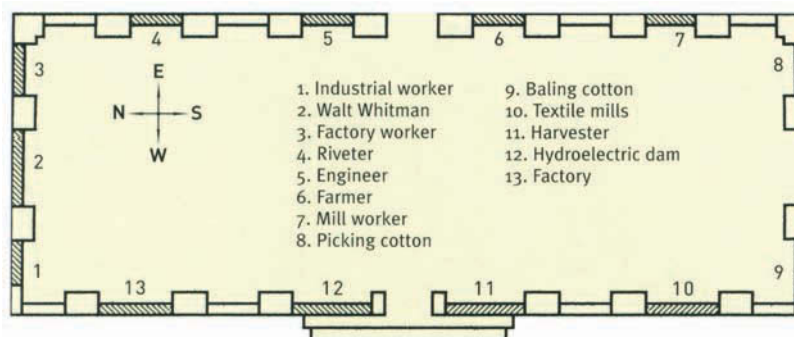 4
5
6
7
3
8
E
N S
W
2
1. Industrial worker
2. Walt Whitman
3. Factory worker
4. Riveter
5. Engineer
6. Farmer
7. Mill worker
8. Picking cotton
9. Baling cotton
10. Textile mills
11. Harvester
12. Hydroelectric dam
13. Factory
1
13
12
11
10
9